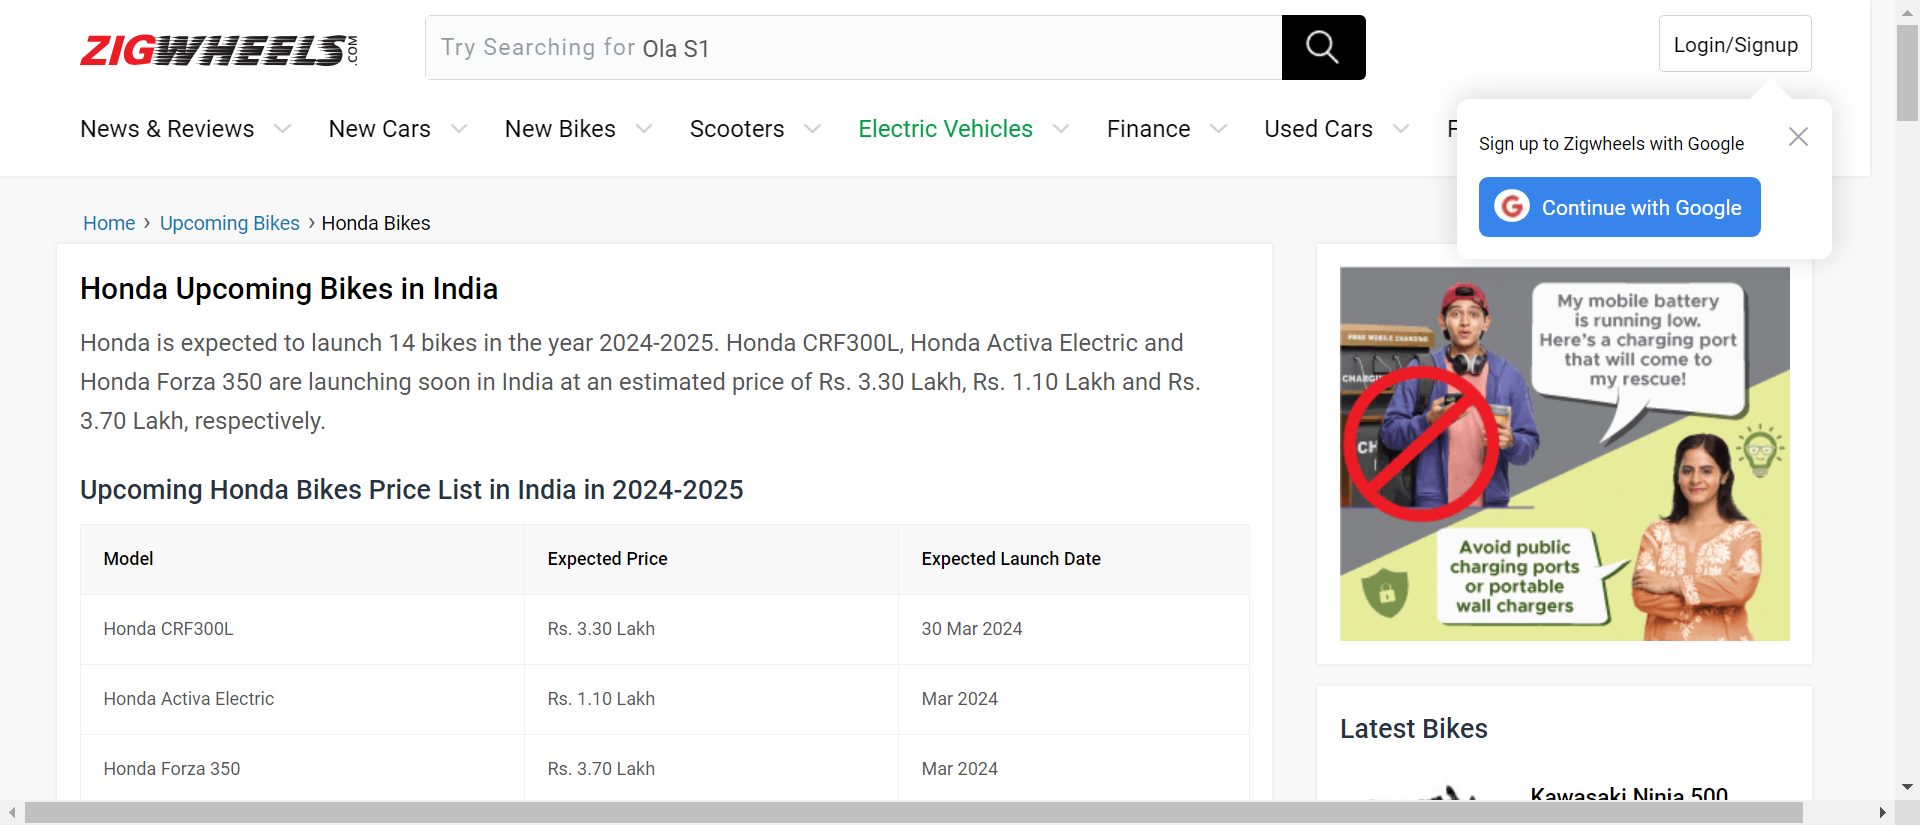 ZIGWHEELS.COM
Try Searching for Ola S1
Login/Signup
News & Reviews
New Cars
New Bikes
Scooters
Electric Vehicles
Finance
Used Cars
Sign up to Zigwheels with Google
Continue with Google
Home › Upcoming Bikes › Honda Bikes
Honda Upcoming Bikes in India
Honda is expected to launch 14 bikes in the year 2024-2025. Honda CRF300L, Honda Activa Electric and
Honda Forza 350 are launching soon in India at an estimated price of Rs. 3.30 Lakh, Rs. 1.10 Lakh and Rs.
3.70 Lakh, respectively.
Upcoming Honda Bikes Price List in India in 2024-2025
Model Expected Price Expected Launch Date
Honda CRF300L Rs. 3.30 Lakh 30 Mar 2024
Honda Activa Electric Rs. 1.10 Lakh Mar 2024
Honda Forza 350 Rs. 3.70 Lakh Mar 2024
My mobile battery
is running low.
Here's a charging port
that will come to
my rescue!
FREE MOBILE CHARGING
Avoid public
charging ports
or portable
wall chargers
Latest Bikes
Kawasaki Ninja 500